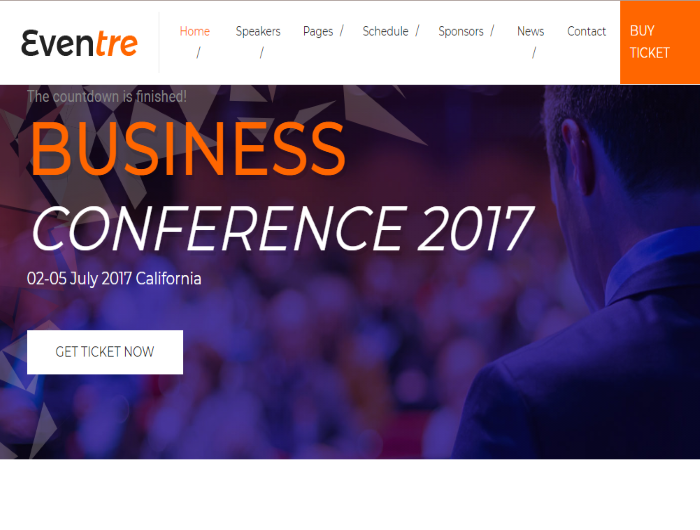 Eventre
Home /
Speakers /
Pages /
Schedule /
Sponsors /
News /
Contact
BUY
TICKET
The countdown is finished!
BUSINESS
CONFERENCE 2017
02-05 July 2017 California
GET TICKET NOW